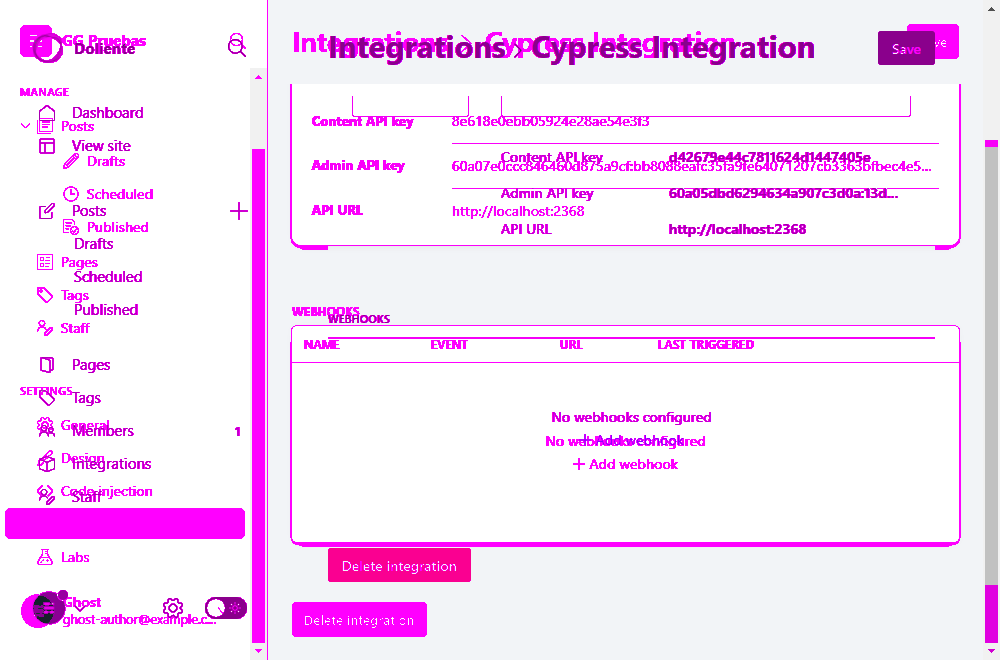 GG Pruebas
Doliente
Integrations > Cypress Integration
Integrations > Cypress Integration
Save
MANAGE
Dashboard
Posts
View site
Drafts
Scheduled
Posts
Published
Drafts
Pages
Scheduled
Tags
Published
Staff
Pages
SETTINGS
Tags
General
Members 1
Design
Integrations
Code injection
Staff
Labs
Ghost
ghost-author@example.c...
Content API key
8e618e0ebb05924e28ae54e3f3
Content API key
d42679e44c7811624d1447405e
Admin API key
Admin API key
60a05dbd6294634a907c3d0a:13d...
API URL http://localhost:2368
API URL http://localhost:2368
WEBHOOKS
WEBHOOKS
NAME EVENT URL LAST TRIGGERED
No webhooks configured
Add webhook
No webhooks configured
Add webhook
Delete integration
Delete integration